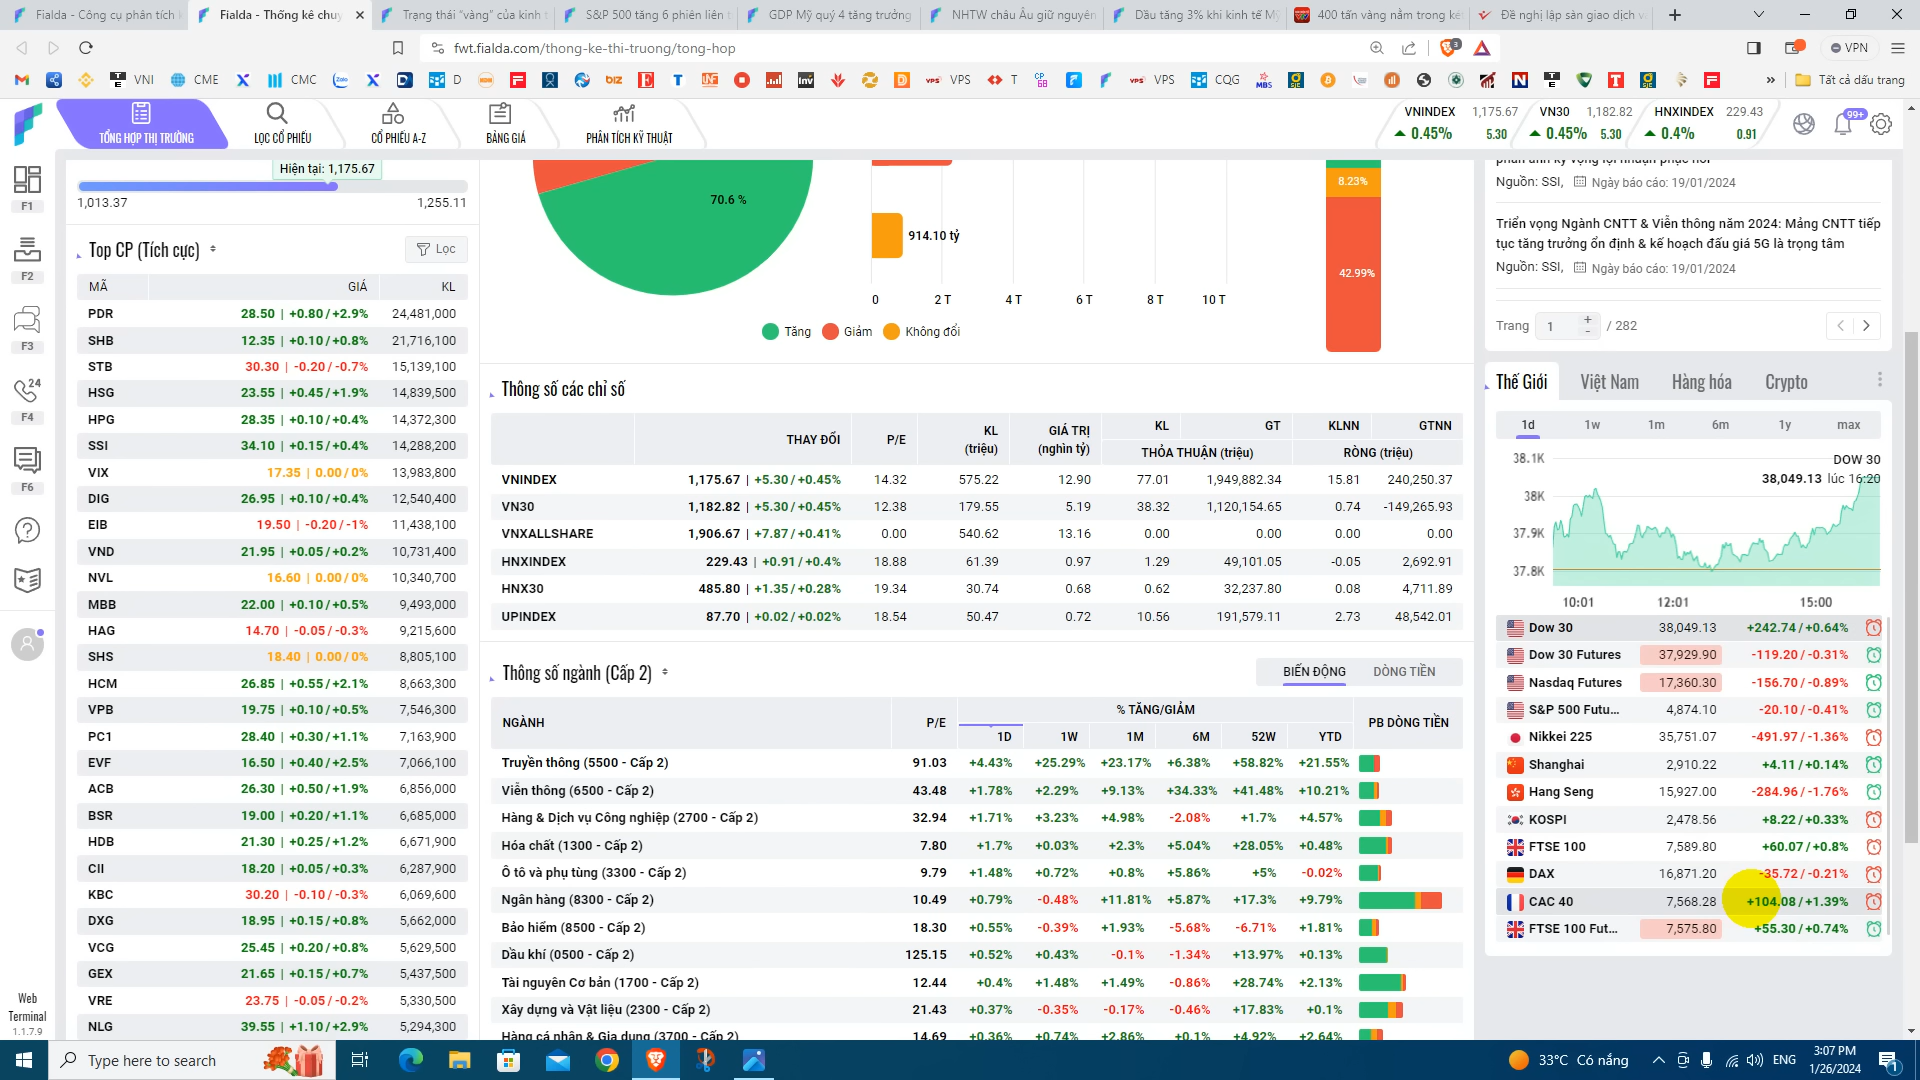 Fialda - Công cụ phân tích
Fialda - Thống kê chuy
Trạng thái "vàng" của kinh t
S&P 500 tăng 6 phiên liên t
GDP Mỹ quý 4 tăng trưởng
NHTW châu Âu giữ nguyên
Dầu tăng 3% khi kinh tế Mỹ
400 tấn vàng nằm trong ké
Đề nghị lập sàn giao dịch v
fwt.fialda.com/thong-ke-thi-truong/tong-hop
VPN
VNI
CME
CMC
D
VPS
T
VPS
CQG
Tất cả dấu trang
TỔNG HỢP THỊ TRƯỜNG
LỌC CỔ PHIẾU
CỔ PHIẾU A-Z
BẢNG GIÁ
PHÂN TÍCH KỸ THUẬT
VNINDEX 1,175.67
0.45% 5.30
VN30 1,182.82
0.45% 5.30
HNXINDEX 229.43
0.4% 0.91
99+
F1
F2
F3
24
F4
F6
Web
Terminal
1.1.7.9
Hiện tại: 1,175.67
1,013.37 1,255.11
Top CP (Tích cực) Lọc
MÃ GIÁ KL
PDR 28.50 | +0.80 / +2.9% 24,481,000
SHB 12.35 | +0.10 / +0.8% 21,716,100
STB 30.30 | -0.20 / -0.7% 15,139,100
HSG 23.55 | +0.45 / +1.9% 14,839,500
HPG 28.35 | +0.10 / +0.4% 14,372,300
SSI 34.10 | +0.15 / +0.4% 14,288,200
VIX 17.35 | 0.00 / 0% 13,983,800
DIG 26.95 | +0.10 / +0.4% 12,540,400
EIB 19.50 | -0.20 / -1% 11,438,100
VND 21.95 | +0.05 / +0.2% 10,731,400
NVL 16.60 | 0.00 / 0% 10,340,700
MBB 22.00 | +0.10 / +0.5% 9,493,000
HAG 14.70 | -0.05 / -0.3% 9,215,600
SHS 18.40 | 0.00 / 0% 8,805,100
HCM 26.85 | +0.55 / +2.1% 8,663,300
VPB 19.75 | +0.10 / +0.5% 7,546,300
PC1 28.40 | +0.30 / +1.1% 7,163,900
EVF 16.50 | +0.40 / +2.5% 7,066,100
ACB 26.30 | +0.50 / +1.9% 6,856,000
BSR 19.00 | +0.20 / +1.1% 6,685,000
HDB 21.30 | +0.25 / +1.2% 6,671,900
CII 18.20 | +0.05 / +0.3% 6,287,900
KBC 30.20 | -0.10 / -0.3% 6,069,600
DXG 18.95 | +0.15 / +0.8% 5,662,000
VCG 25.45 | +0.20 / +0.8% 5,629,500
GEX 21.65 | +0.15 / +0.7% 5,437,500
VRE 23.75 | -0.05 / -0.2% 5,330,500
NLG 39.55 | +1.10 / +2.9% 5,294,300
70.6 %
914.10 tỷ
0 2 T 4 T 6 T 8 T 10 T
Tăng Giảm Không đổi
8.23%
42.99%
Thông số các chỉ số
THAY ĐỔI P/E KL (triệu) GIÁ TRỊ (nghìn tỷ) KL GT KLNN GTNN
THỎA THUẬN (triệu) RÒNG (triệu)
VNINDEX 1,175.67 | +5.30 / +0.45% 14.32 575.22 12.90 77.01 1,949,882.34 15.81 240,250.37
VN30 1,182.82 | +5.30 / +0.45% 12.38 179.55 5.19 38.32 1,120,154.65 0.74 -149,265.93
VNXALLSHARE 1,906.67 | +7.87 / +0.41% 0.00 540.62 13.16 0.00 0.00 0.00 0.00
HNXINDEX 229.43 | +0.91 / +0.4% 18.88 61.39 0.97 1.29 49,101.05 -0.05 2,692.91
HNX30 485.80 | +1.35 / +0.28% 19.34 30.74 0.68 0.62 32,237.80 0.08 4,711.89
UPINDEX 87.70 | +0.02 / +0.02% 18.54 50.47 0.72 10.56 191,579.11 2.73 48,542.01
Thông số ngành (Cấp 2) BIẾN ĐỘNG DÒNG TIỀN
NGÀNH P/E % TĂNG/GIẢM PB DÒNG TIỀN
1D 1W 1M 6M 52W YTD
Truyền thông (5500 - Cấp 2) 91.03 +4.43% +25.29% +23.17% +6.38% +58.82% +21.55%
Viễn thông (6500 - Cấp 2) 43.48 +1.78% +2.29% +9.13% +34.33% +41.48% +10.21%
Hàng & Dịch vụ Công nghiệp (2700 - Cấp 2) 32.94 +1.71% +3.23% +4.98% -2.08% +1.7% +4.57%
Hóa chất (1300 - Cấp 2) 7.80 +1.7% +0.03% +2.3% +5.04% +28.05% +0.48%
Ô tô và phụ tùng (3300 - Cấp 2) 9.79 +1.48% +0.72% +0.8% +5.86% +5% -0.02%
Ngân hàng (8300 - Cấp 2) 10.49 +0.79% -0.48% +11.81% +5.87% +17.3% +9.79%
Bảo hiểm (8500 - Cấp 2) 18.30 +0.55% -0.39% +1.93% -5.68% -6.71% +1.81%
Dầu khí (0500 - Cấp 2) 125.15 +0.52% +0.43% -0.1% -1.34% +13.97% +0.13%
Tài nguyên Cơ bản (1700 - Cấp 2) 12.44 +0.4% +1.48% +1.49% -0.86% +28.74% +2.13%
Xây dựng và Vật liệu (2300 - Cấp 2) 21.43 +0.37% -0.35% -0.17% -0.46% +17.83% +0.1%
Hàng cá nhân & Gia dụng (3700 - Cấp 2) 14.69 +0.36% +0.74% +2.86% +0.1% +4.92% +2.64%
phản ánh kỳ vọng lợi nhuận phục hồi
Nguồn: SSI, Ngày báo cáo: 19/01/2024
Triển vọng Ngành CNTT & Viễn thông năm 2024: Mảng CNTT tiếp
tục tăng trưởng ổn định & kế hoạch đấu giá 5G là trọng tâm
Nguồn: SSI, Ngày báo cáo: 19/01/2024
Trang 1 / 282
Thế Giới Việt Nam Hàng hóa Crypto
1d 1w 1m 6m 1y max
38.1K
38K
37.9K
37.8K
DOW 30
38,049.13 lúc 16:20
10:01 12:01 15:00
Dow 30 38,049.13 +242.74 / +0.64%
Dow 30 Futures 37,929.90 -119.20 / -0.31%
Nasdaq Futures 17,360.30 -156.70 / -0.89%
S&P 500 Futu... 4,874.10 -20.10 / -0.41%
Nikkei 225 35,751.07 -491.97 / -1.36%
Shanghai 2,910.22 +4.11 / +0.14%
Hang Seng 15,927.00 -284.96 / -1.76%
KOSPI 2,478.56 +8.22 / +0.33%
FTSE 100 7,589.80 +60.07 / +0.8%
DAX 16,871.20 -35.72 / -0.21%
CAC 40 7,568.28 +104.08 / +1.39%
FTSE 100 Fut... 7,575.80 +55.30 / +0.74%
Type here to search
33°C Có nắng
ENG
3:07 PM
1/26/2024
1